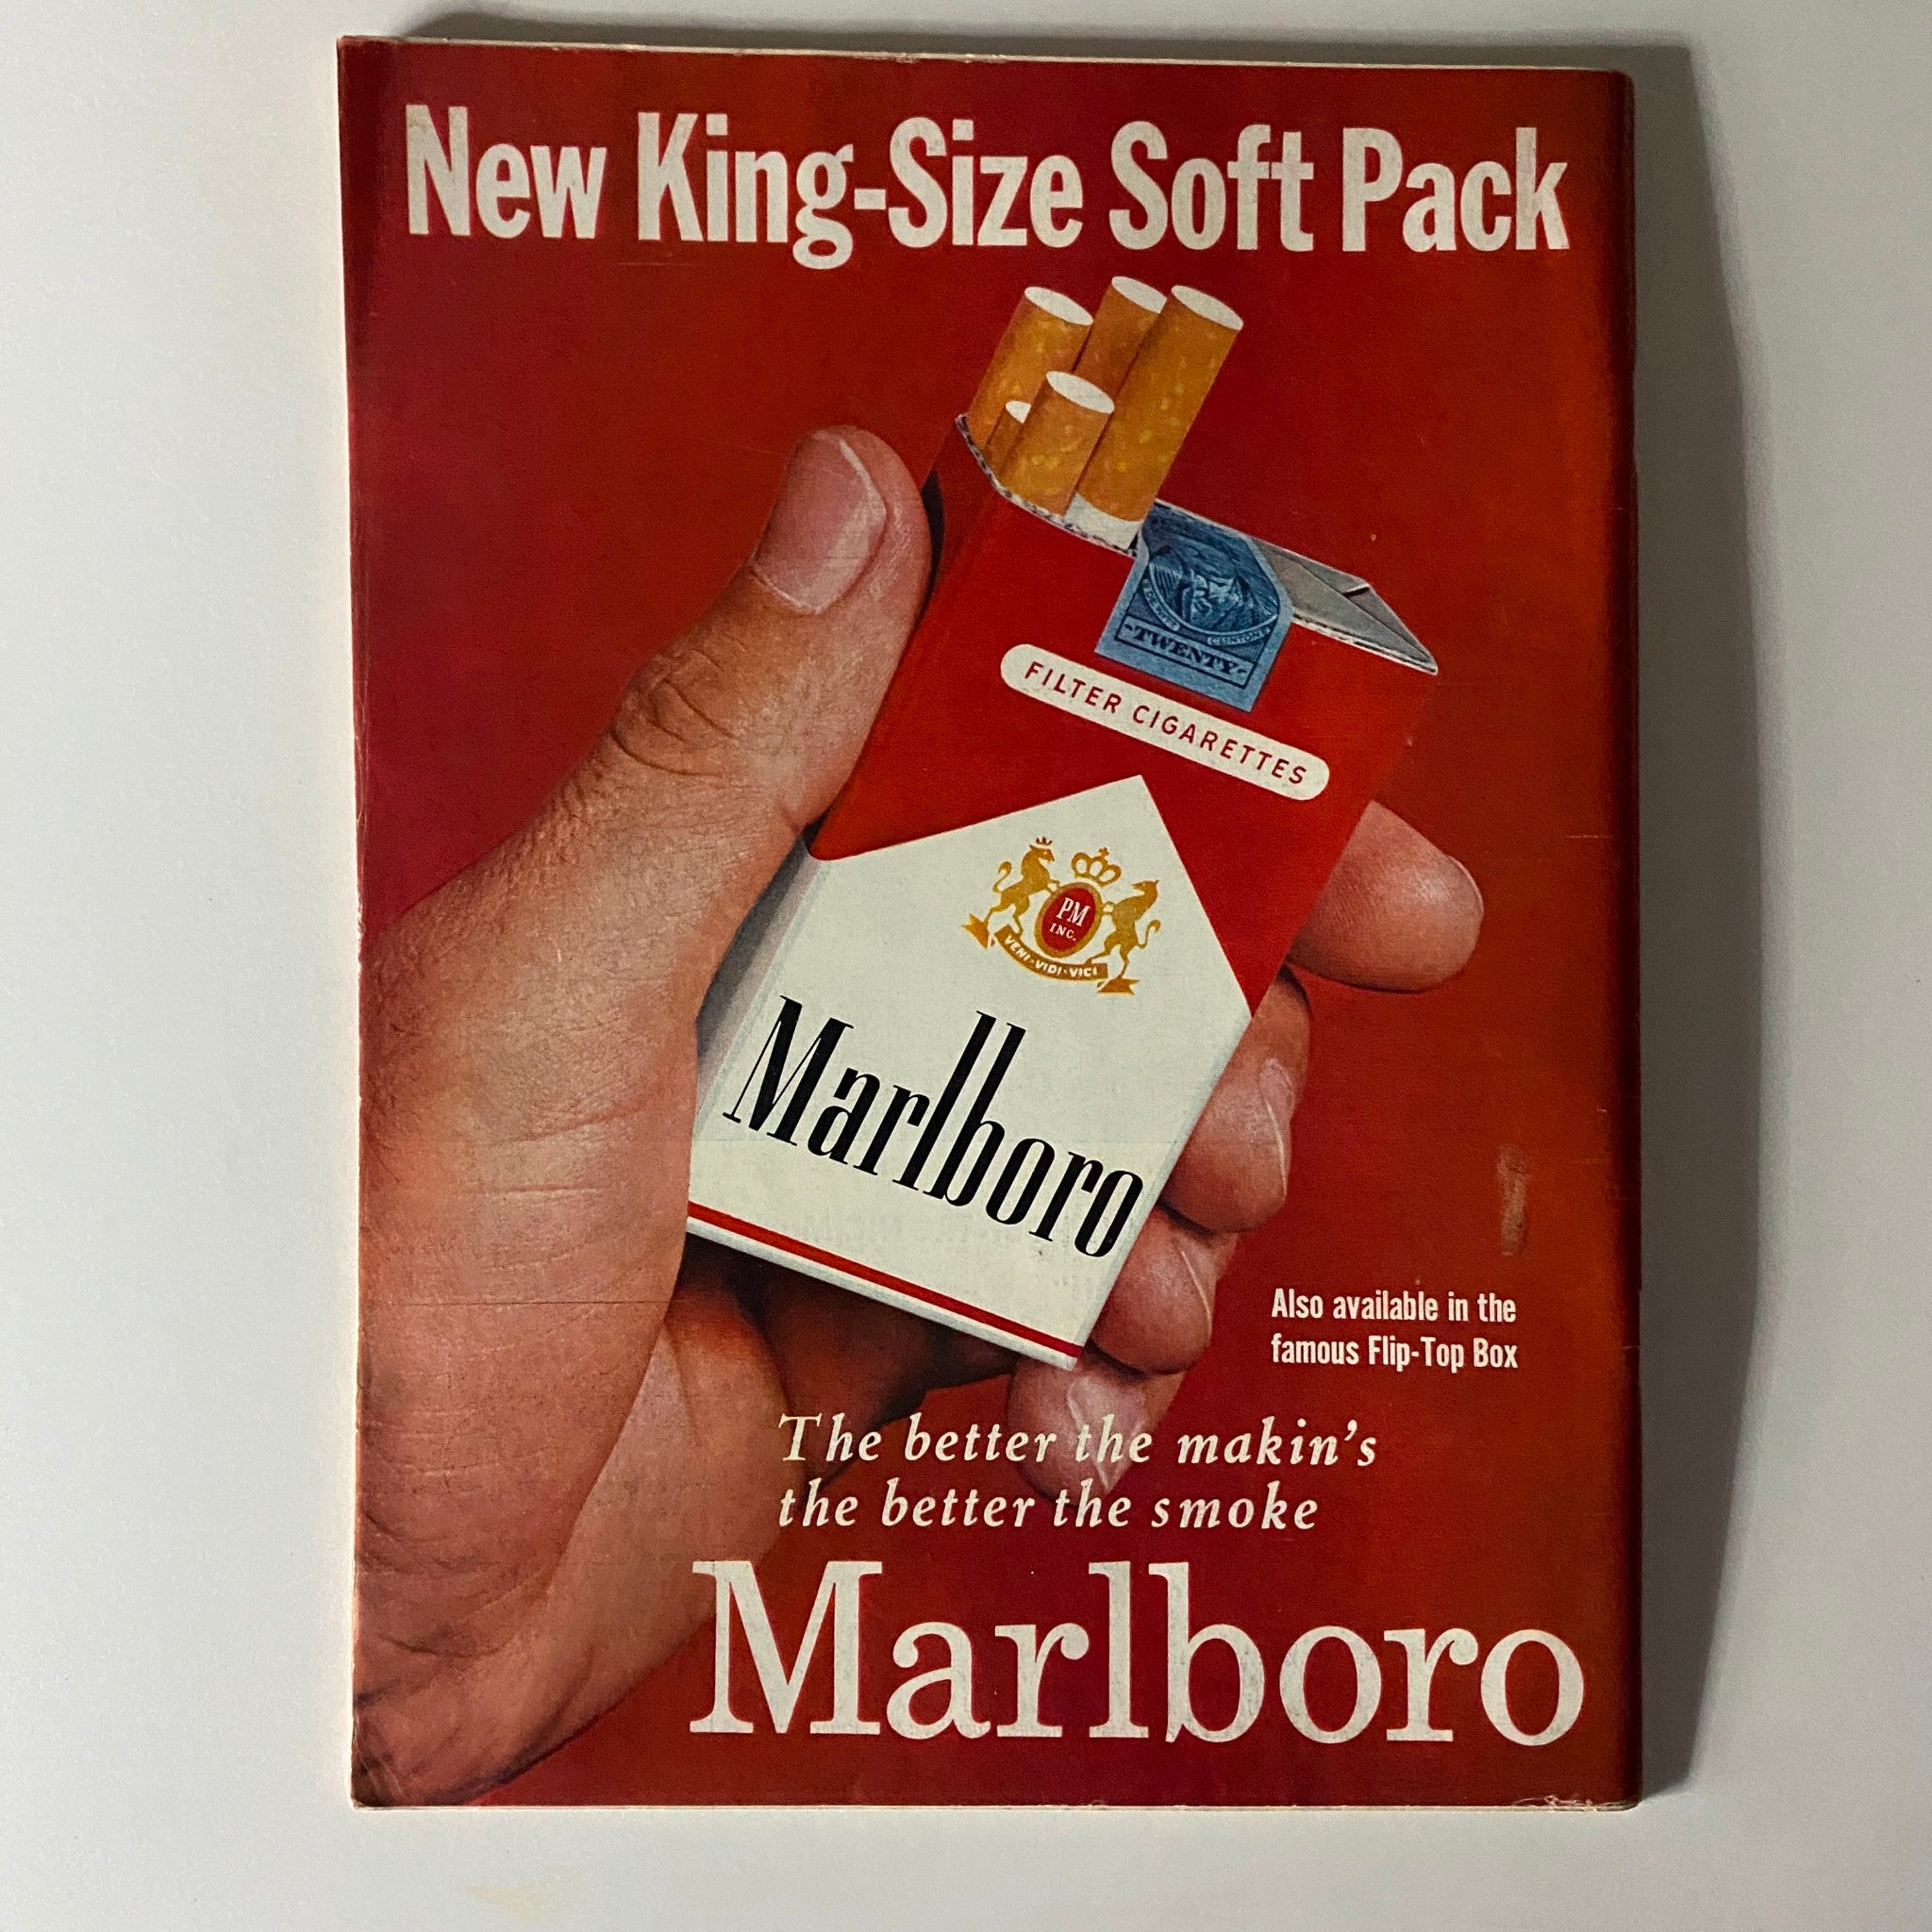 New King-Size Soft Pack
CLINTON
TWENTY
FILTER CIGARETTES
PM
INC.
VENI·VIDI·VICI
Marlboro
Also available in the
famous Flip-Top Box
The better the makin's
the better the smoke
Marlboro